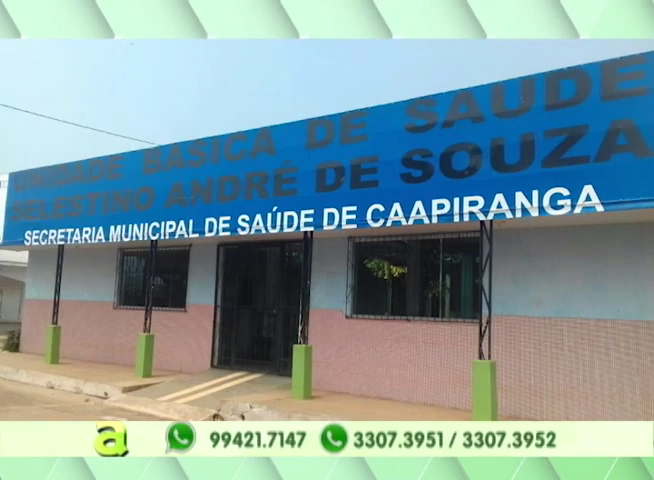 UNIDADE BÁSICA DE SAÚDE
SELESTINO ANDRÉ DE SOUZA
SECRETARIA MUNICIPAL DE SAÚDE DE CAAPIRANGA
a 99421.7147 3307.3951 / 3307.3952